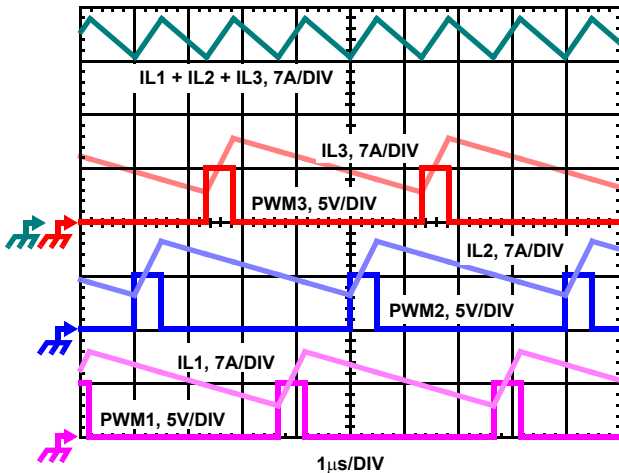 IL1 + IL2 + IL3, 7A/DIV
IL3, 7A/DIV
PWM3, 5V/DIV
IL2, 7A/DIV
PWM2, 5V/DIV
IL1, 7A/DIV
PWM1, 5V/DIV
1μs/DIV